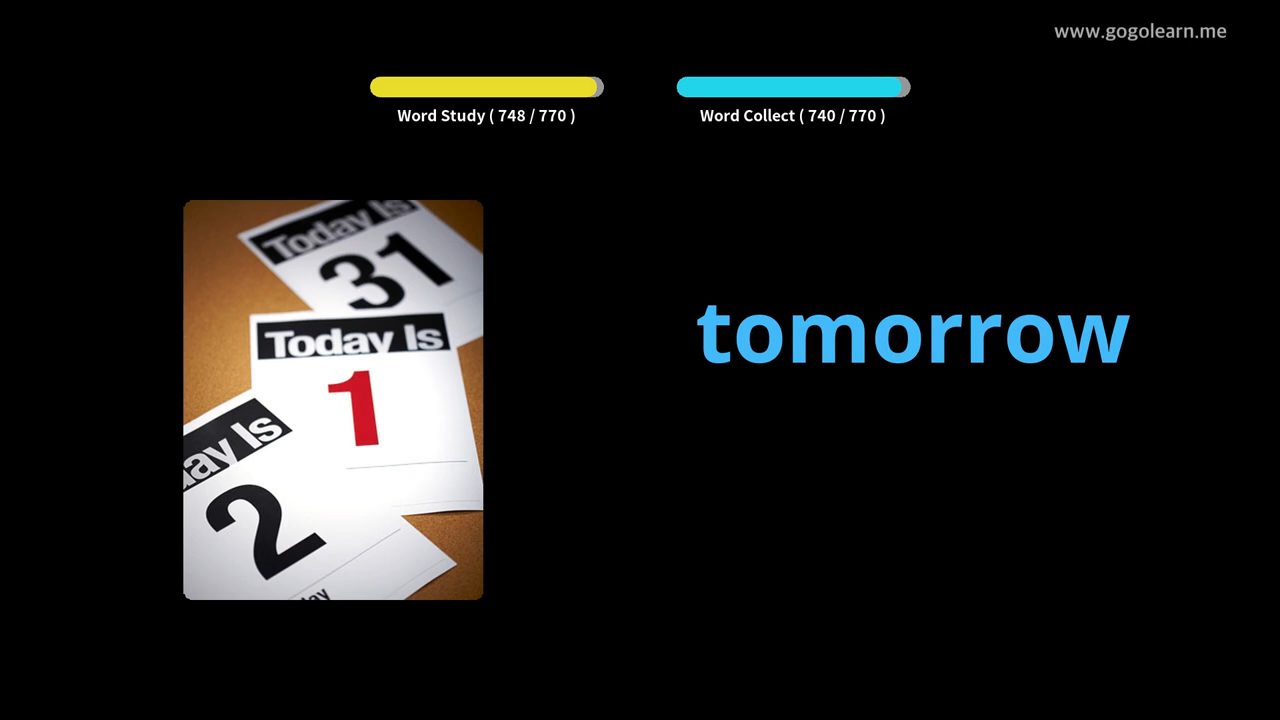 www.gogolearn.me
Word Study ( 748 / 770 )
Word Collect ( 740 / 770 )
Today Is
31
Today Is
1
tomorrow
ay Is
2
ay